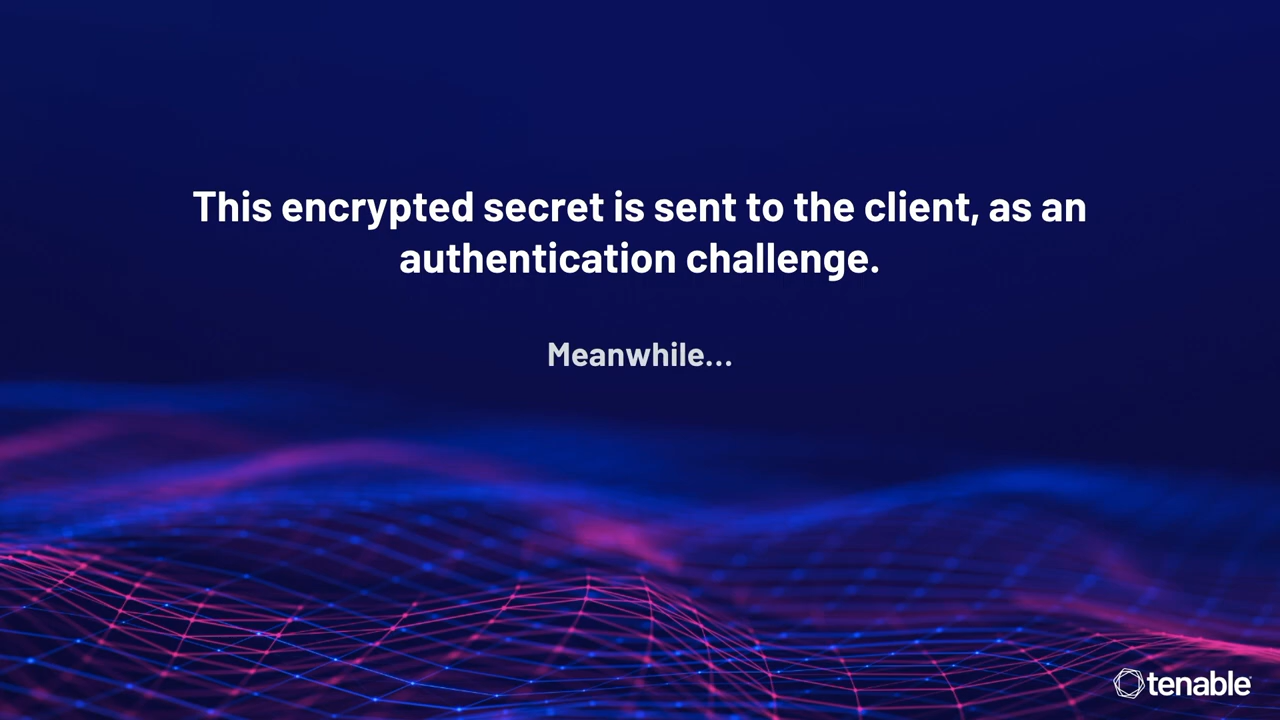 This encrypted secret is sent to the client, as an
authentication challenge.
Meanwhile...
tenable